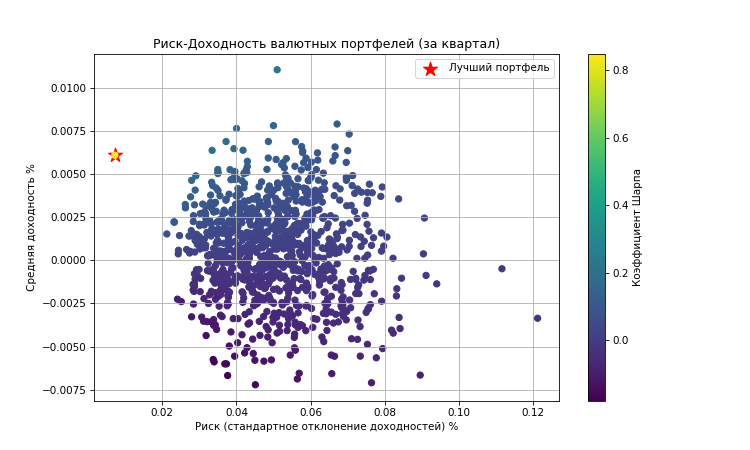 Риск-Доходность валютных портфелей (за квартал)
Лучший портфель
Средняя доходность %
0.0100
0.0075
0.0050
0.0025
0.0000
−0.0025
−0.0050
−0.0075
0.02 0.04 0.06 0.08 0.10 0.12
Риск (стандартное отклонение доходностей) %
0.8
0.6
0.4
0.2
0.0
Коэффициент Шарпа